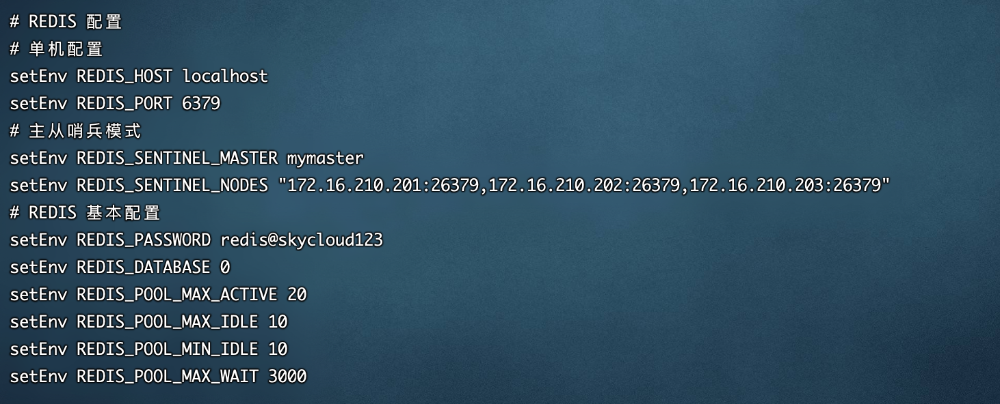 # REDIS 配置
# 单机配置
setEnv REDIS_HOST localhost
setEnv REDIS_PORT 6379
# 主从哨兵模式
setEnv REDIS_SENTINEL_MASTER mymaster
setEnv REDIS_SENTINEL_NODES "172.16.210.201:26379,172.16.210.202:26379,172.16.210.203:26379"
# REDIS 基本配置
setEnv REDIS_PASSWORD redis@skycloud123
setEnv REDIS_DATABASE 0
setEnv REDIS_POOL_MAX_ACTIVE 20
setEnv REDIS_POOL_MAX_IDLE 10
setEnv REDIS_POOL_MIN_IDLE 10
setEnv REDIS_POOL_MAX_WAIT 3000